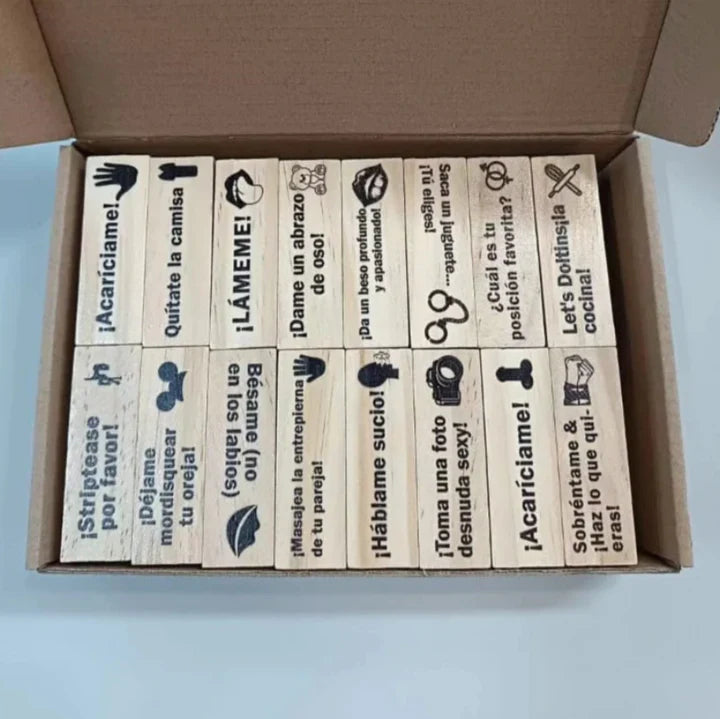 ¡Acaríciame!
Quítate la camisa
¡LÁMEME!
¡Dame un abrazo
de oso!
¡Da un beso profundo
y apasionado!
Saca un juguete...
¡Tú eliges!
¿Cuál es tu
posición favorita?
Let's Doltins¡la
cocina!
¡Striptease
por favor!
¡Déjame
mordisquear
tu oreja!
Bésame (no
en los labios)
¡Masajea la entrepierna
de tu pareja!
¡Háblame sucio!
¡Toma una foto
desnuda sexy!
¡Acaríciame!
Sobréntame &
¡Haz lo que qui-
eras!